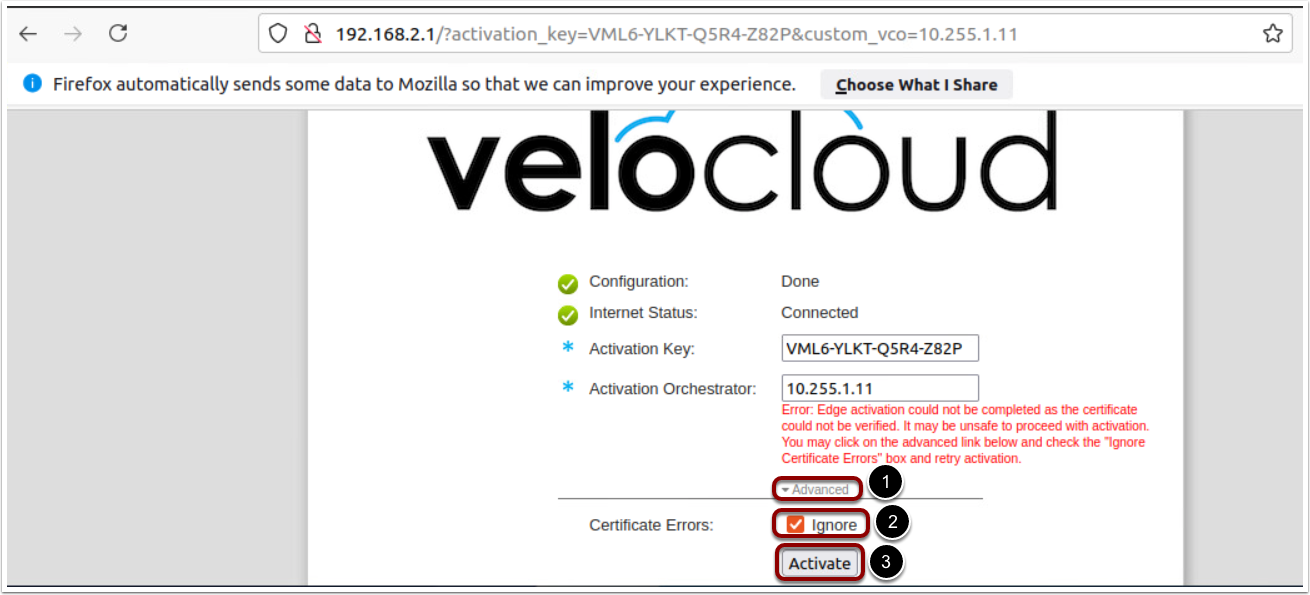 192.168.2.1/?activation_key=VML6-YLKT-Q5R4-Z82P&custom_vco=10.255.1.11
Firefox automatically sends some data to Mozilla so that we can improve your experience. Choose What I Share
velocloud
Configuration: Done
Internet Status: Connected
* Activation Key: VML6-YLKT-Q5R4-Z82P
* Activation Orchestrator: 10.255.1.11
Error: Edge activation could not be completed as the certificate
could not be verified. It may be unsafe to proceed with activation.
You may click on the advanced link below and check the "Ignore
Certificate Errors" box and retry activation.
Advanced 1
Certificate Errors: Ignore 2
Activate 3